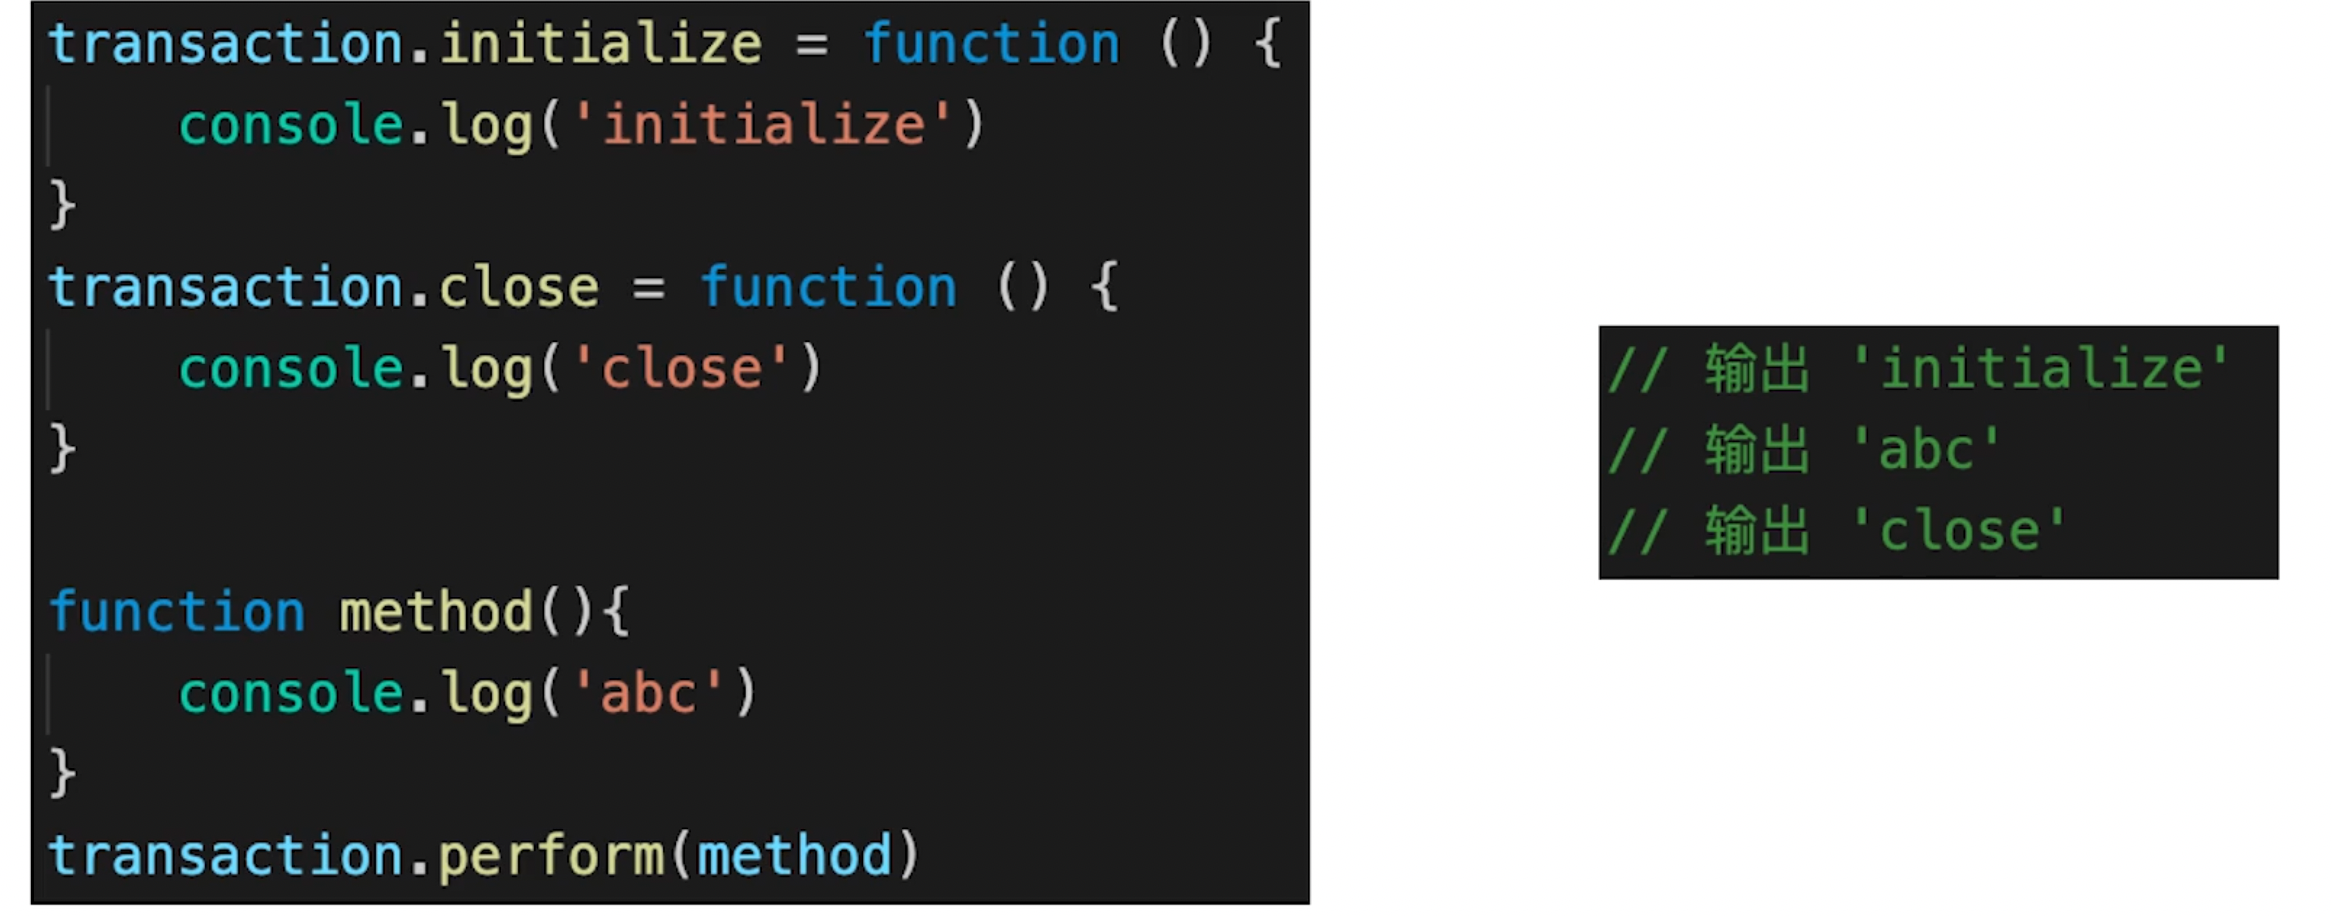 transaction.initialize = function () {
    console.log('initialize')
}
transaction.close = function () {
    console.log('close')
}
function method(){
    console.log('abc')
}
transaction.perform(method)
// 输出 'initialize'
// 输出 'abc'
// 输出 'close'